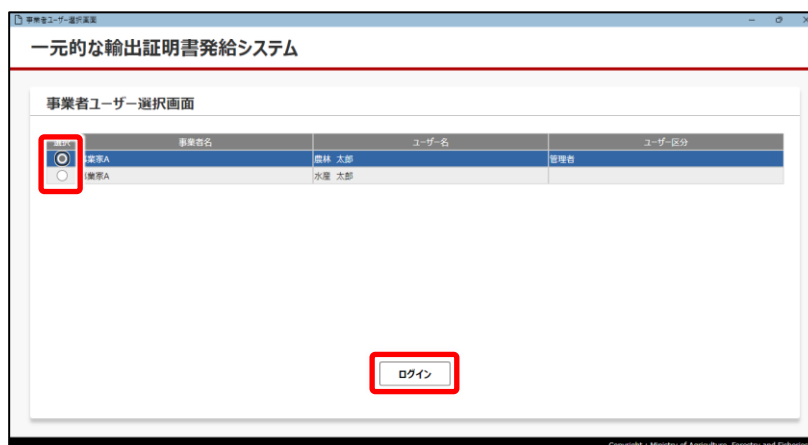 事業者ユーザー選択画面
一元的な輸出証明書発給システム
事業者ユーザー選択画面
選択 事業者名 ユーザー名 ユーザー区分
業家A 農林 太郎 管理者
業家A 水産 太郎
ログイン
Copyright : Ministry of Agriculture, Forestry and Fisheries